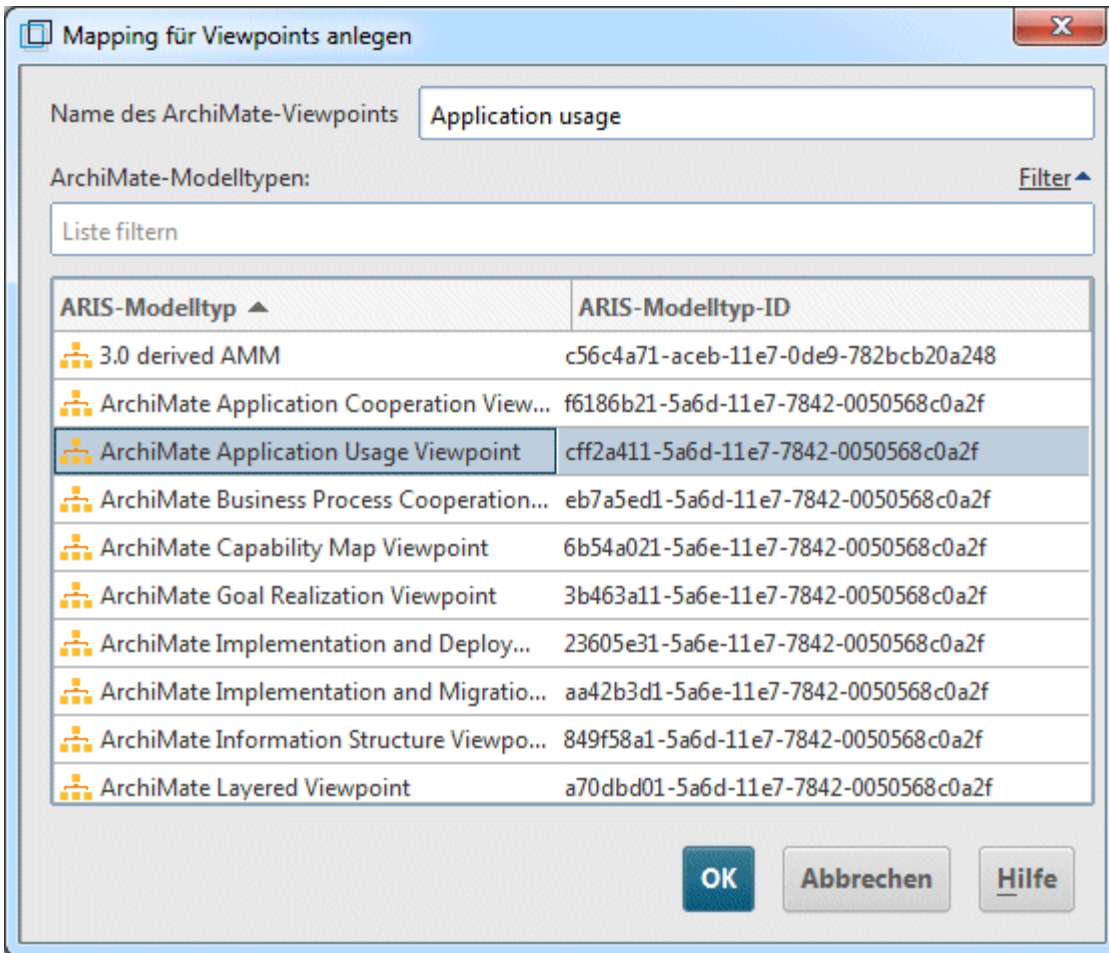 Mapping für Viewpoints anlegen
Name des ArchiMate-Viewpoints Application usage
ArchiMate-Modelltypen: Filter
Liste filtern
ARIS-Modelltyp ARIS-Modelltyp-ID
3.0 derived AMM c56c4a71-aceb-11e7-0de9-782bcb20a248
ArchiMate Application Cooperation View... f6186b21-5a6d-11e7-7842-0050568c0a2f
ArchiMate Application Usage Viewpoint cff2a411-5a6d-11e7-7842-0050568c0a2f
ArchiMate Business Process Cooperation... eb7a5ed1-5a6d-11e7-7842-0050568c0a2f
ArchiMate Capability Map Viewpoint 6b54a021-5a6e-11e7-7842-0050568c0a2f
ArchiMate Goal Realization Viewpoint 3b463a11-5a6e-11e7-7842-0050568c0a2f
ArchiMate Implementation and Deploy... 23605e31-5a6e-11e7-7842-0050568c0a2f
ArchiMate Implementation and Migratio... aa42b3d1-5a6e-11e7-7842-0050568c0a2f
ArchiMate Information Structure Viewpo... 849f58a1-5a6d-11e7-7842-0050568c0a2f
ArchiMate Layered Viewpoint a70dbd01-5a6d-11e7-7842-0050568c0a2f
OK Abbrechen Hilfe